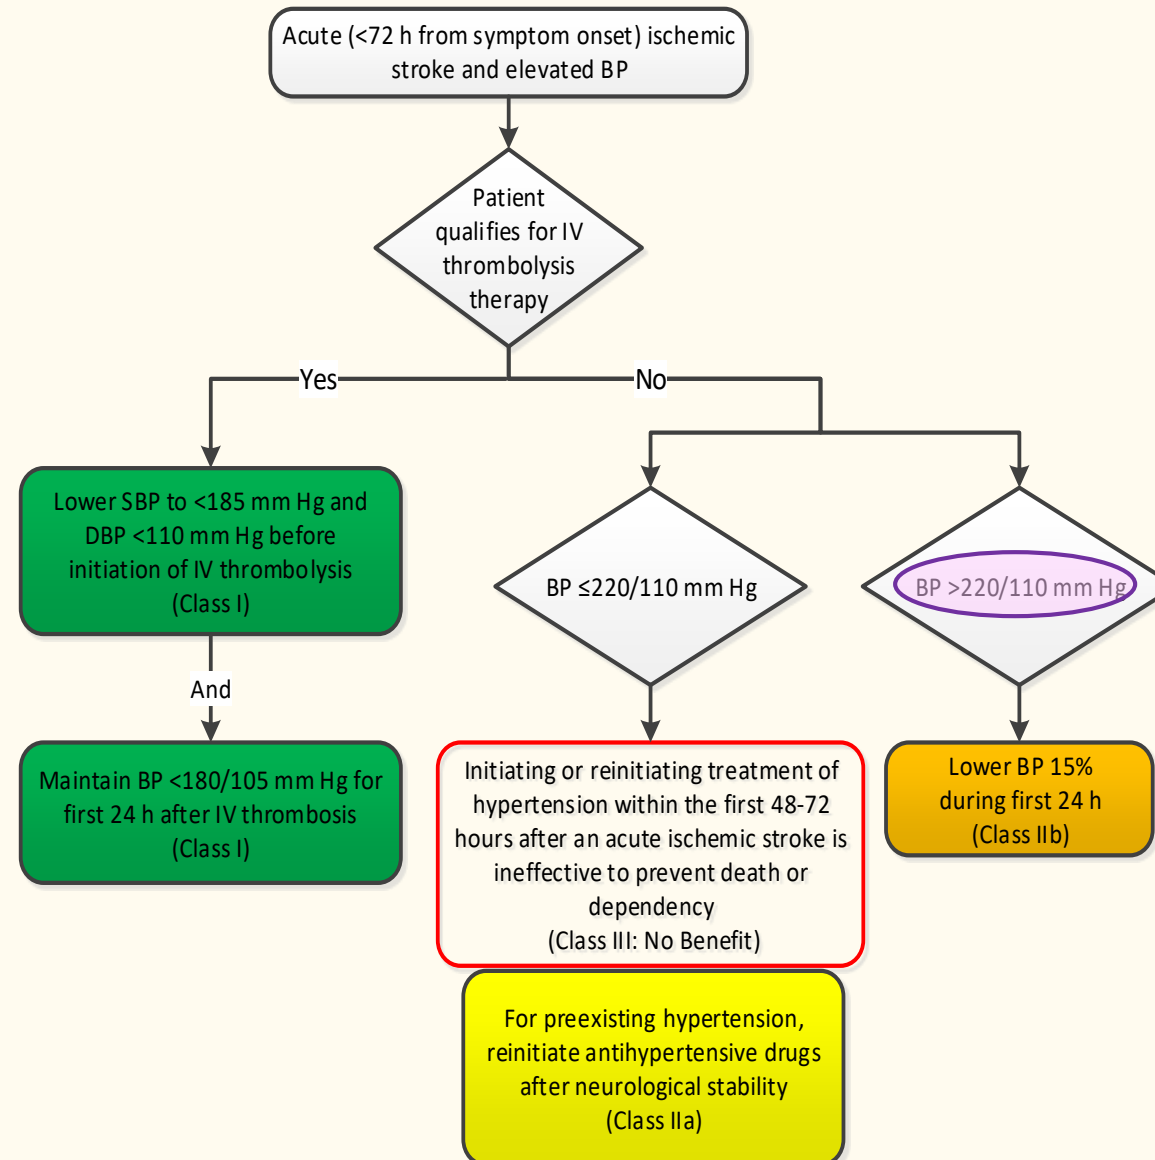 Acute (<72 h from symptom onset) ischemic
stroke and elevated BP
Patient
qualifies for IV
thrombolysis
therapy
Yes
No
Lower SBP to <185 mm Hg and
DBP <110 mm Hg before
initiation of IV thrombolysis
(Class I)
BP ≤220/110 mm Hg
BP >220/110 mm Hg
And
Maintain BP <180/105 mm Hg for
first 24 h after IV thrombosis
(Class I)
Initiating or reinitiating treatment of
hypertension within the first 48-72
hours after an acute ischemic stroke is
ineffective to prevent death or
dependency
(Class III: No Benefit)
Lower BP 15%
during first 24 h
(Class IIb)
For preexisting hypertension,
reinitiate antihypertensive drugs
after neurological stability
(Class IIa)